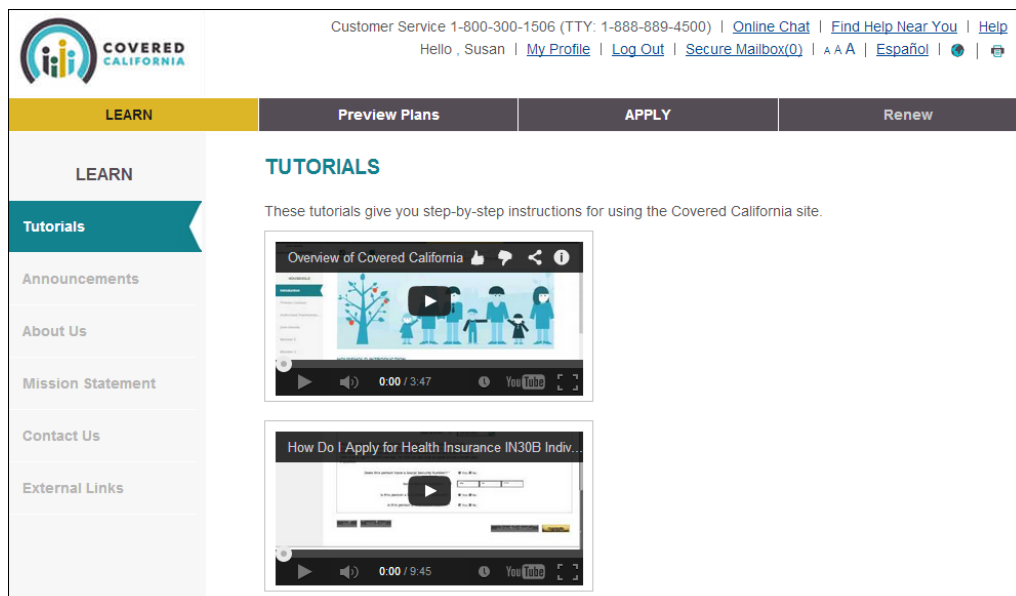 Customer Service 1-800-300-1506 (TTY: 1-888-889-4500) | Online Chat | Find Help Near You | Help
COVERED
CALIFORNIA
Hello , Susan | My Profile | Log Out | Secure Mailbox(0) | A A A | Español | |
LEARN Preview Plans APPLY Renew
LEARN
Tutorials
Announcements
About Us
Mission Statement
Contact Us
External Links
TUTORIALS
These tutorials give you step-by-step instructions for using the Covered California site.
Overview of Covered California
0:00 / 3:47 YouTube
How Do I Apply for Health Insurance IN30B Indiv...
0:00 / 9:45 YouTube